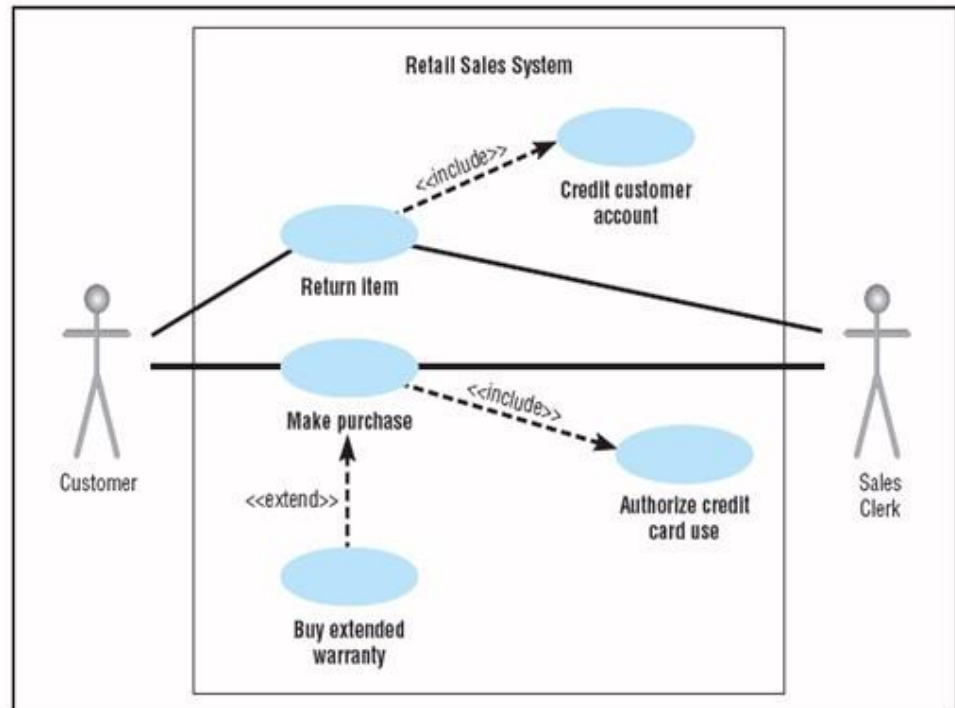 Retail Sales System
<<include>>
Credit customer
account
Return item
<<include>>
Make purchase
Customer
<<extend>>
Authorize credit
card use
Sales
Clerk
Buy extended
warranty